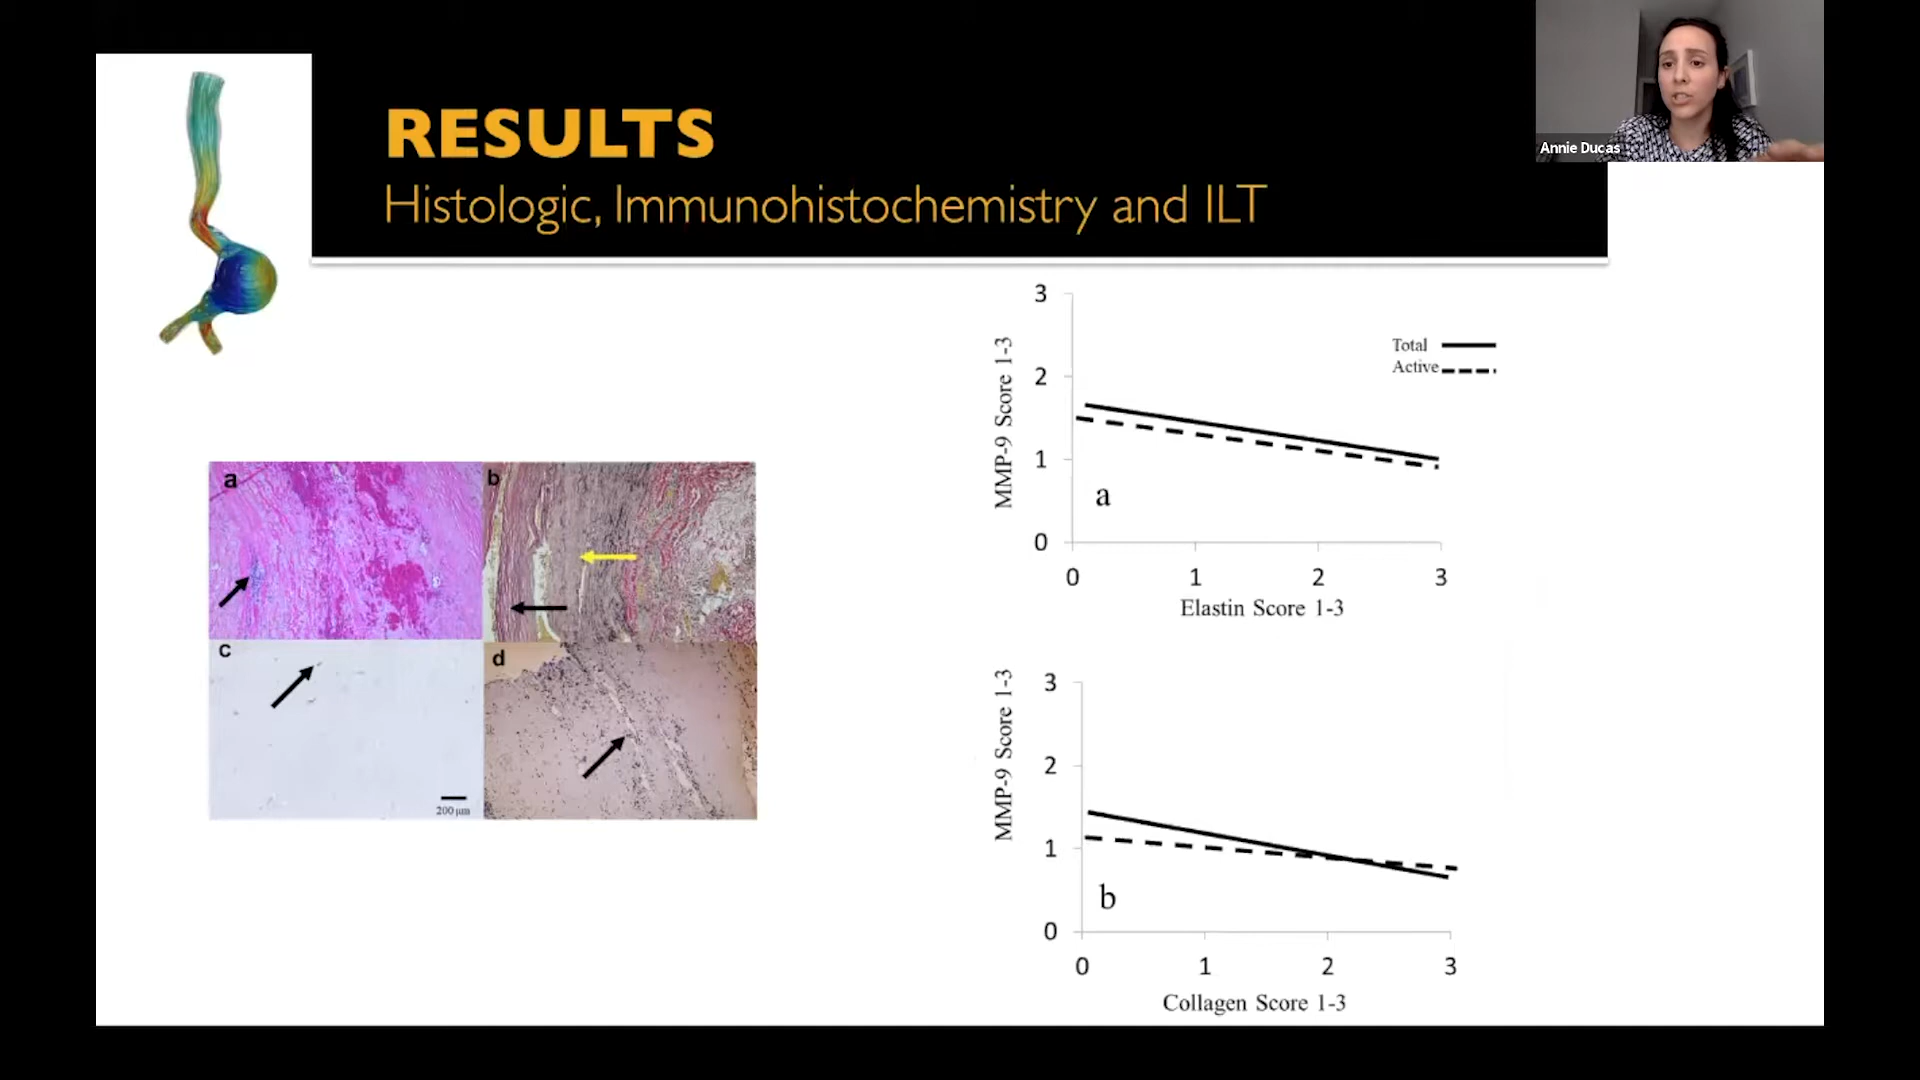 Annie Ducas
RESULTS
Histologic, Immunohistochemistry and ILT
a
b
c
d
200 µm
3
2
1
0
MMP-9 Score 1-3
Total
Active
a
0 1 2 3
Elastin Score 1-3
3
2
1
0
MMP-9 Score 1-3
b
0 1 2 3
Collagen Score 1-3